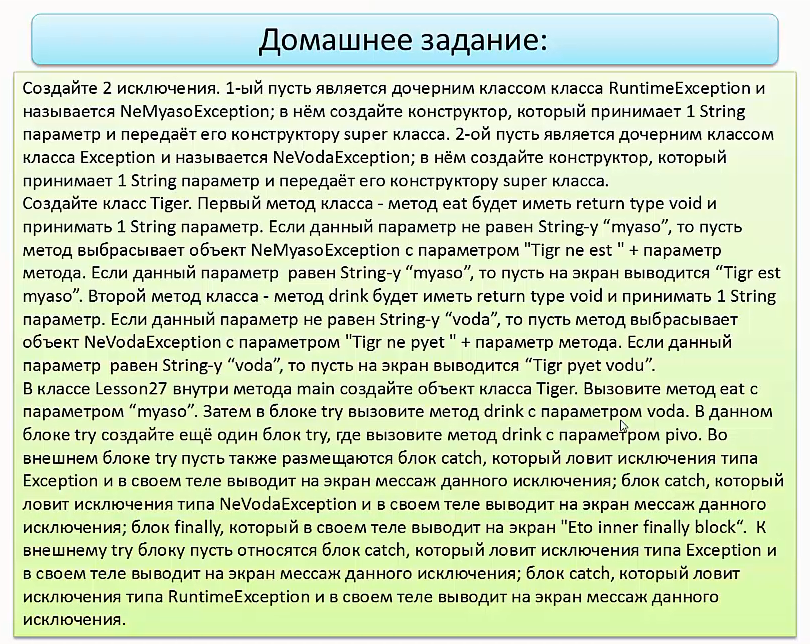 Домашнее задание:
Создайте 2 исключения. 1-ый пусть является дочерним классом класса RuntimeException и
называется NeMyasoException; в нём создайте конструктор, который принимает 1 String
параметр и передаёт его конструктору super класса. 2-ой пусть является дочерним классом
класса Exception и называется NeVodaException; в нём создайте конструктор, который
принимает 1 String параметр и передаёт его конструктору super класса.
Создайте класс Tiger. Первый метод класса - метод eat будет иметь return type void и
принимать 1 String параметр. Если данный параметр не равен String-у “myaso”, то пусть
метод выбрасывает объект NeMyasoException с параметром "Tigr ne est " + параметр
метода. Если данный параметр  равен String-у “myaso”, то пусть на экран выводится “Tigr est
myaso”. Второй метод класса - метод drink будет иметь return type void и принимать 1 String
параметр. Если данный параметр не равен String-у “voda”, то пусть метод выбрасывает
объект NeVodaException с параметром "Tigr ne pyet " + параметр метода. Если данный
параметр  равен String-у “voda”, то пусть на экран выводится “Tigr pyet vodu”.
В классе Lesson27 внутри метода main создайте объект класса Tiger. Вызовите метод eat с
параметром “myaso”. Затем в блоке try вызовите метод drink с параметром voda. В данном
блоке try создайте ещё один блок try, где вызовите метод drink с параметром pivo. Во
внешнем блоке try пусть также размещаются блок catch, который ловит исключения типа
Exception и в своем теле выводит на экран мессаж данного исключения; блок catch, который
ловит исключения типа NeVodaException и в своем теле выводит на экран мессаж данного
исключения; блок finally, который в своем теле выводит на экран "Eto inner finally block“.  К
внешнему try блоку пусть относятся блок catch, который ловит исключения типа Exception и
в своем теле выводит на экран мессаж данного исключения; блок catch, который ловит
исключения типа RuntimeException и в своем теле выводит на экран мессаж данного
исключения.